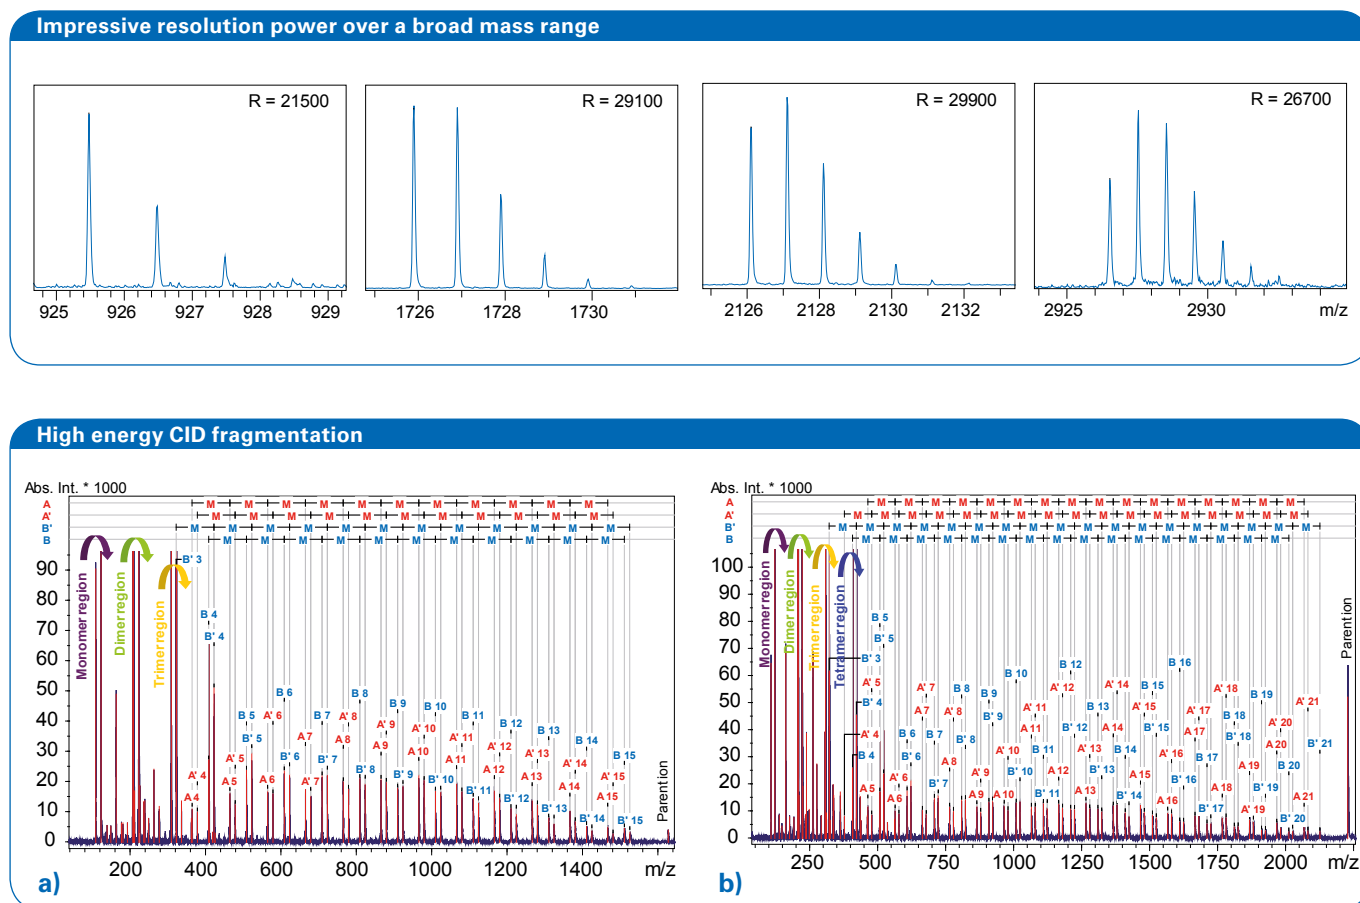 Impressive resolution power over a broad mass range
R = 21500
925 926 927 928 929
R = 29100
1726 1728 1730
R = 29900
2126 2128 2130 2132
R = 26700
2925 2930 m/z
High energy CID fragmentation
Abs. Int. * 1000
A M M M M M M M M M M M
A' M M M M M M M M M M M
B' M M M M M M M M M M M M
B M M M M M M M M M M M
90
80
70
60
50
40
30
20
10
0
Monomer region
Dimer region
Trimer region
B' 3
B 4
B' 4
A' 4
A 4
B 5
B' 5
A' 5
A 5
B 6
A' 6
B' 6
A 6
B 7
A 7
B' 7
A' 7
B 8
A' 8
A 8
B' 8
B 9
A' 9
A 9
B' 9
B 10
A' 10
A 10
B' 10
B 11
A' 11
A 11
B' 11
B 12
A' 12
A 12
B' 12
B 13
A' 13
A 13
B' 13
B 14
A' 14
A 14
B' 14
B 15
A' 15
A 15
B' 15
Parention
200 400 600 800 1000 1200 1400 m/z
a)
Abs. Int. * 1000
A M M M M M M M M M M M M M M M M
A' M M M M M M M M M M M M M M M M M
B' M M M M M M M M M M M M M M M M M M
B M M M M M M M M M M M M M M M M
100
90
80
70
60
50
40
30
20
10
0
Monomer region
Dimer region
Trimer region
Tetramer region
B 5
B' 5
B' 3
A' 5
B' 4
A' 4
B 4
A 5
B 6
B' 6
A' 6
A 6
A' 7
A 7
B 7
B' 7
B 8
A' 8
B' 8
A 8
B 9
B' 9
A' 9
A 9
B 10
A' 10
B' 10
A 10
A' 11
A 11
B 11
B' 11
B 12
A' 12
B' 12
A 12
B 13
A' 13
B' 13
A 13
A' 14
A 14
B 14
B' 14
B 15
A' 15
B' 15
A 15
B 16
A' 16
B' 16
A 16
A' 17
A 17
B 17
B' 17
A' 18
B 18
B' 18
A 18
B 19
A 19
B' 19
A' 19
A' 20
A 20
B 20
B' 20
A' 21
B' 21
A 21
Parention
250 500 750 1000 1250 1500 1750 2000 m/z
b)